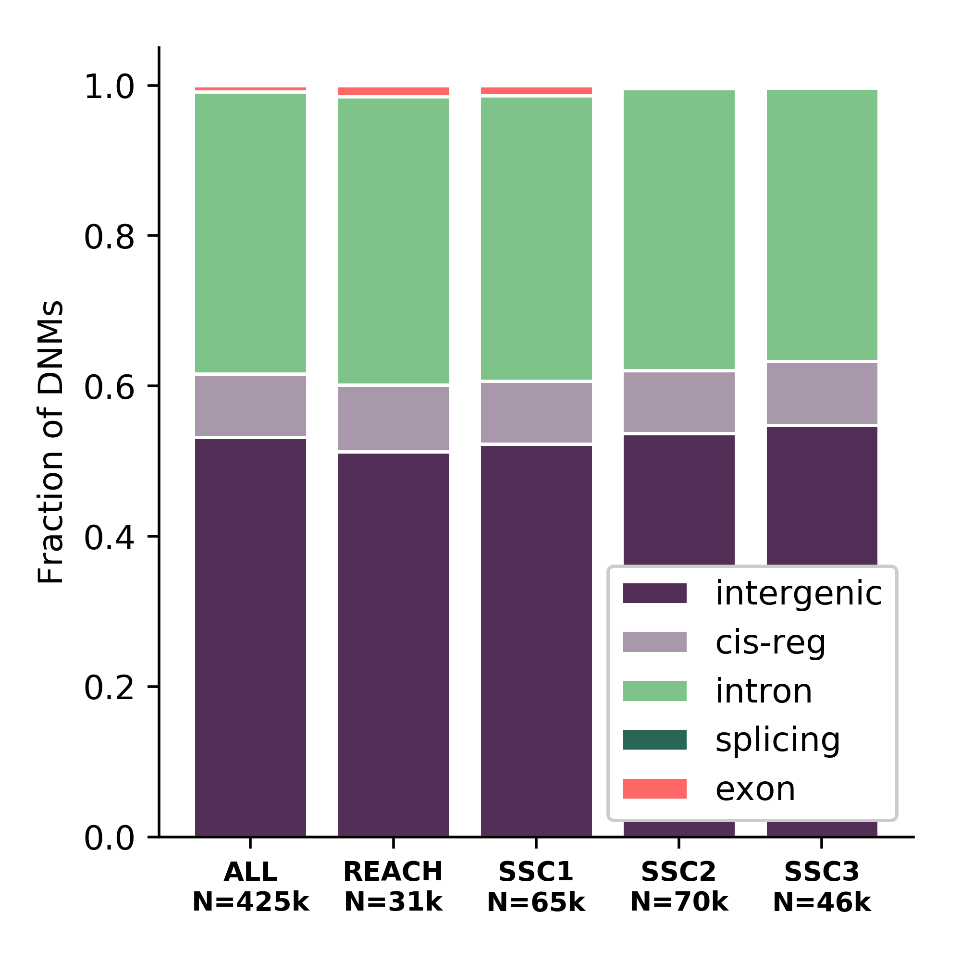 1.0
0.8
0.6
0.4
0.2
0.0
Fraction of DNMs
intergenic
cis-reg
intron
splicing
exon
ALL REACH SSC1 SSC2 SSC3
N=425k N=31k N=65k N=70k N=46k